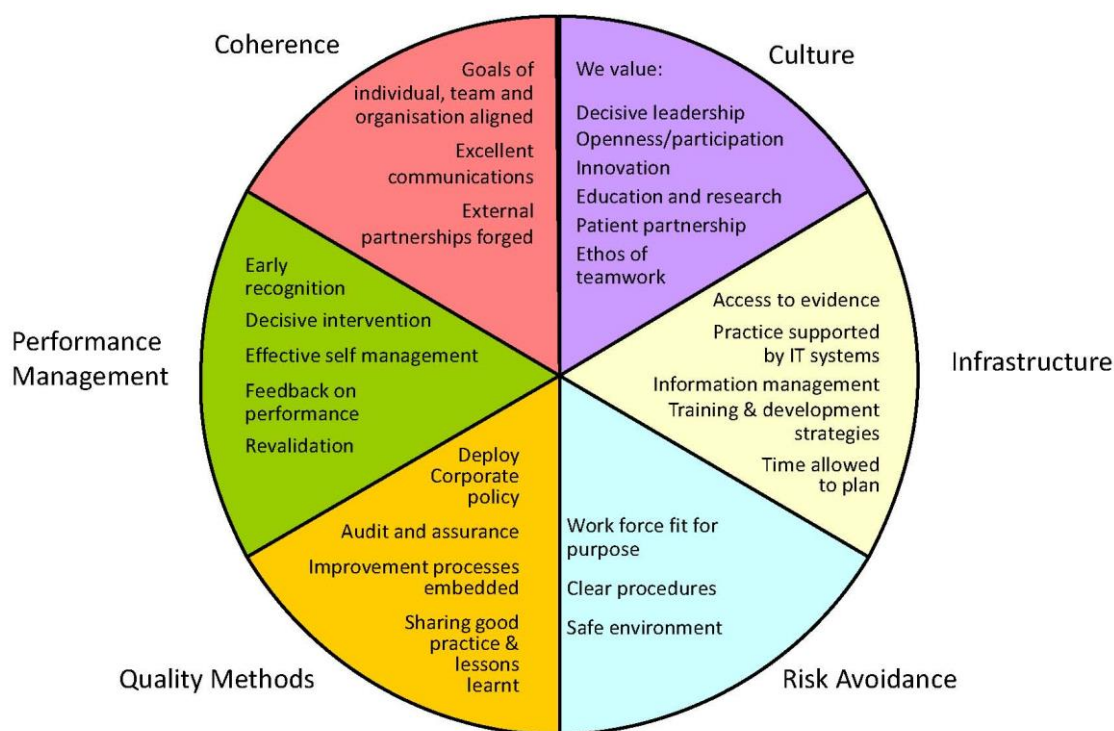 Coherence
Goals of
individual, team and
organisation aligned
Excellent
communications
External
partnerships forged
Culture
We value:
Decisive leadership
Openness/participation
Innovation
Education and research
Patient partnership
Ethos of
teamwork
Infrastructure
Access to evidence
Practice supported
by IT systems
Information management
Training & development
strategies
Time allowed
to plan
Risk Avoidance
Work force fit for
purpose
Clear procedures
Safe environment
Quality Methods
Deploy
Corporate
policy
Audit and assurance
Improvement processes
embedded
Sharing good
practice &
lessons
learnt
Performance
Management
Early
recognition
Decisive intervention
Effective self management
Feedback on
performance
Revalidation